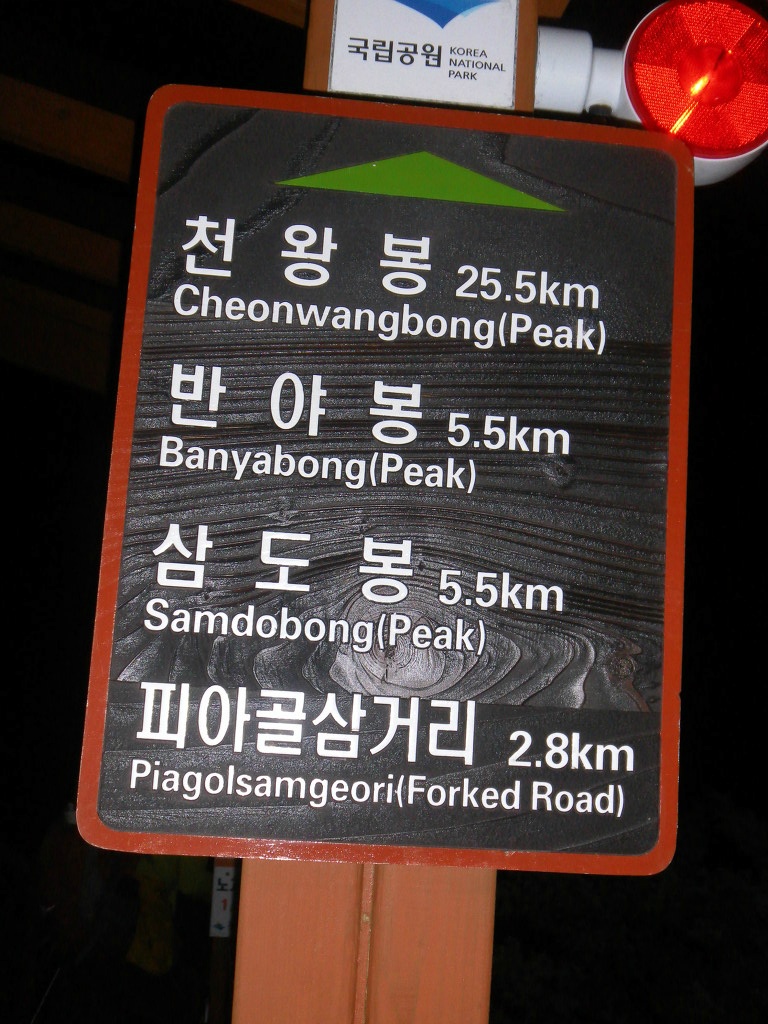 국립공원 KOREA
NATIONAL
PARK
천 왕 봉 25.5km
Cheonwangbong(Peak)
반 야 봉 5.5km
Banyabong(Peak)
삼 도 봉 5.5km
Samdobong(Peak)
피아골삼거리 2.8km
Piagolsamgeori(Forked Road)
노
1